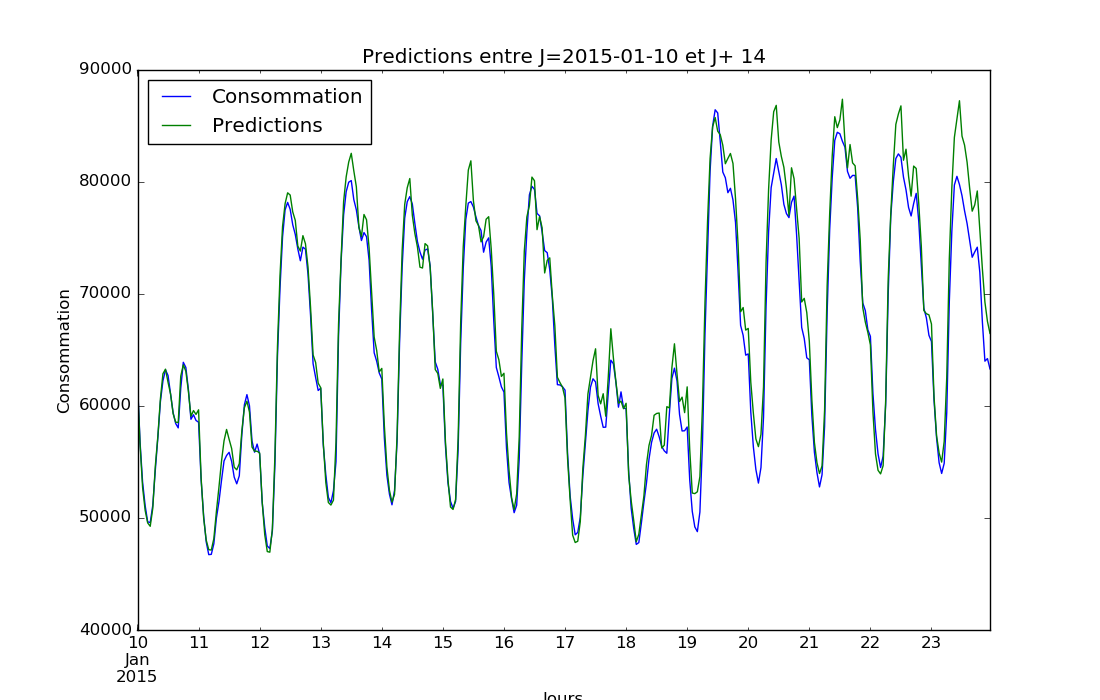 Predictions entre J=2015-01-10 et J+ 14
Consommation
Predictions
90000
80000
70000
60000
50000
40000
Consommation
10 11 12 13 14 15 16 17 18 19 20 21 22 23
Jan
2015
Jours